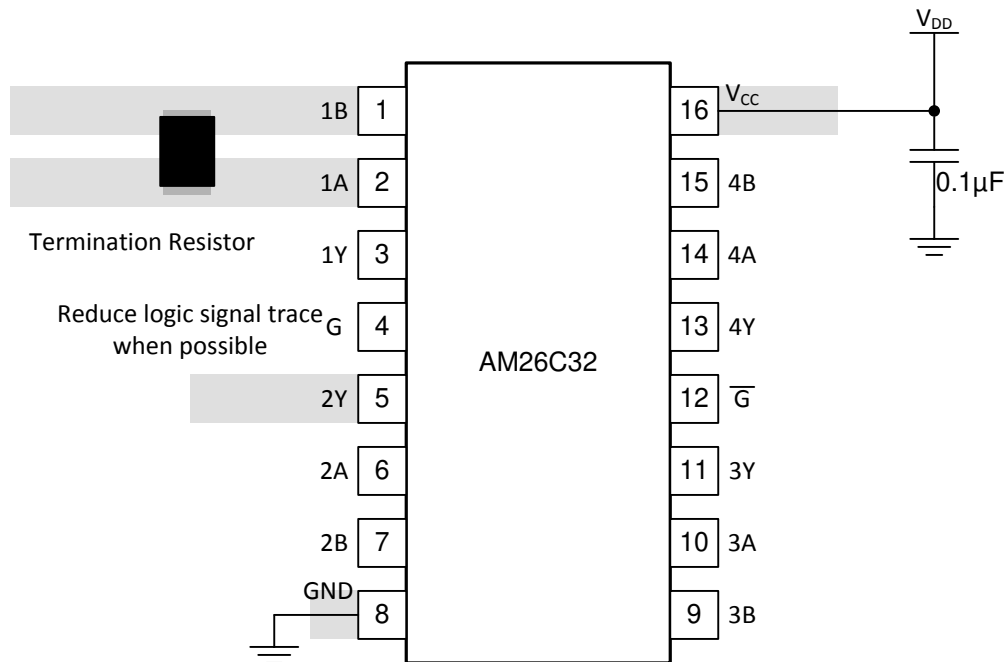 V_DD
1B 1 16 V_CC
1A 2 15 4B
0.1µF
Termination Resistor
1Y 3 14 4A
Reduce logic signal trace
when possible
G 4 13 4Y
AM26C32
2Y 5 12 G̅
2A 6 11 3Y
2B 7 10 3A
GND 8 9 3B